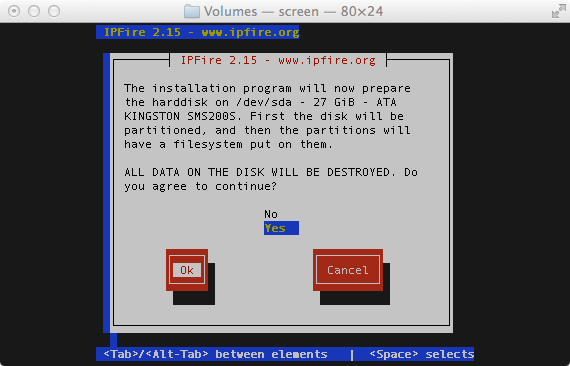 Volumes — screen — 80×24
IPFire 2.15 - www.ipfire.org
IPFire 2.15 - www.ipfire.org
The installation program will now prepare
the harddisk on /dev/sda - 27 GiB - ATA
KINGSTON SMS200S. First the disk will be
partitioned, and then the partitions will
have a filesystem put on them.
ALL DATA ON THE DISK WILL BE DESTROYED. Do
you agree to continue?
No
Yes
Ok Cancel
<Tab>/<Alt-Tab> between elements | <Space> selects